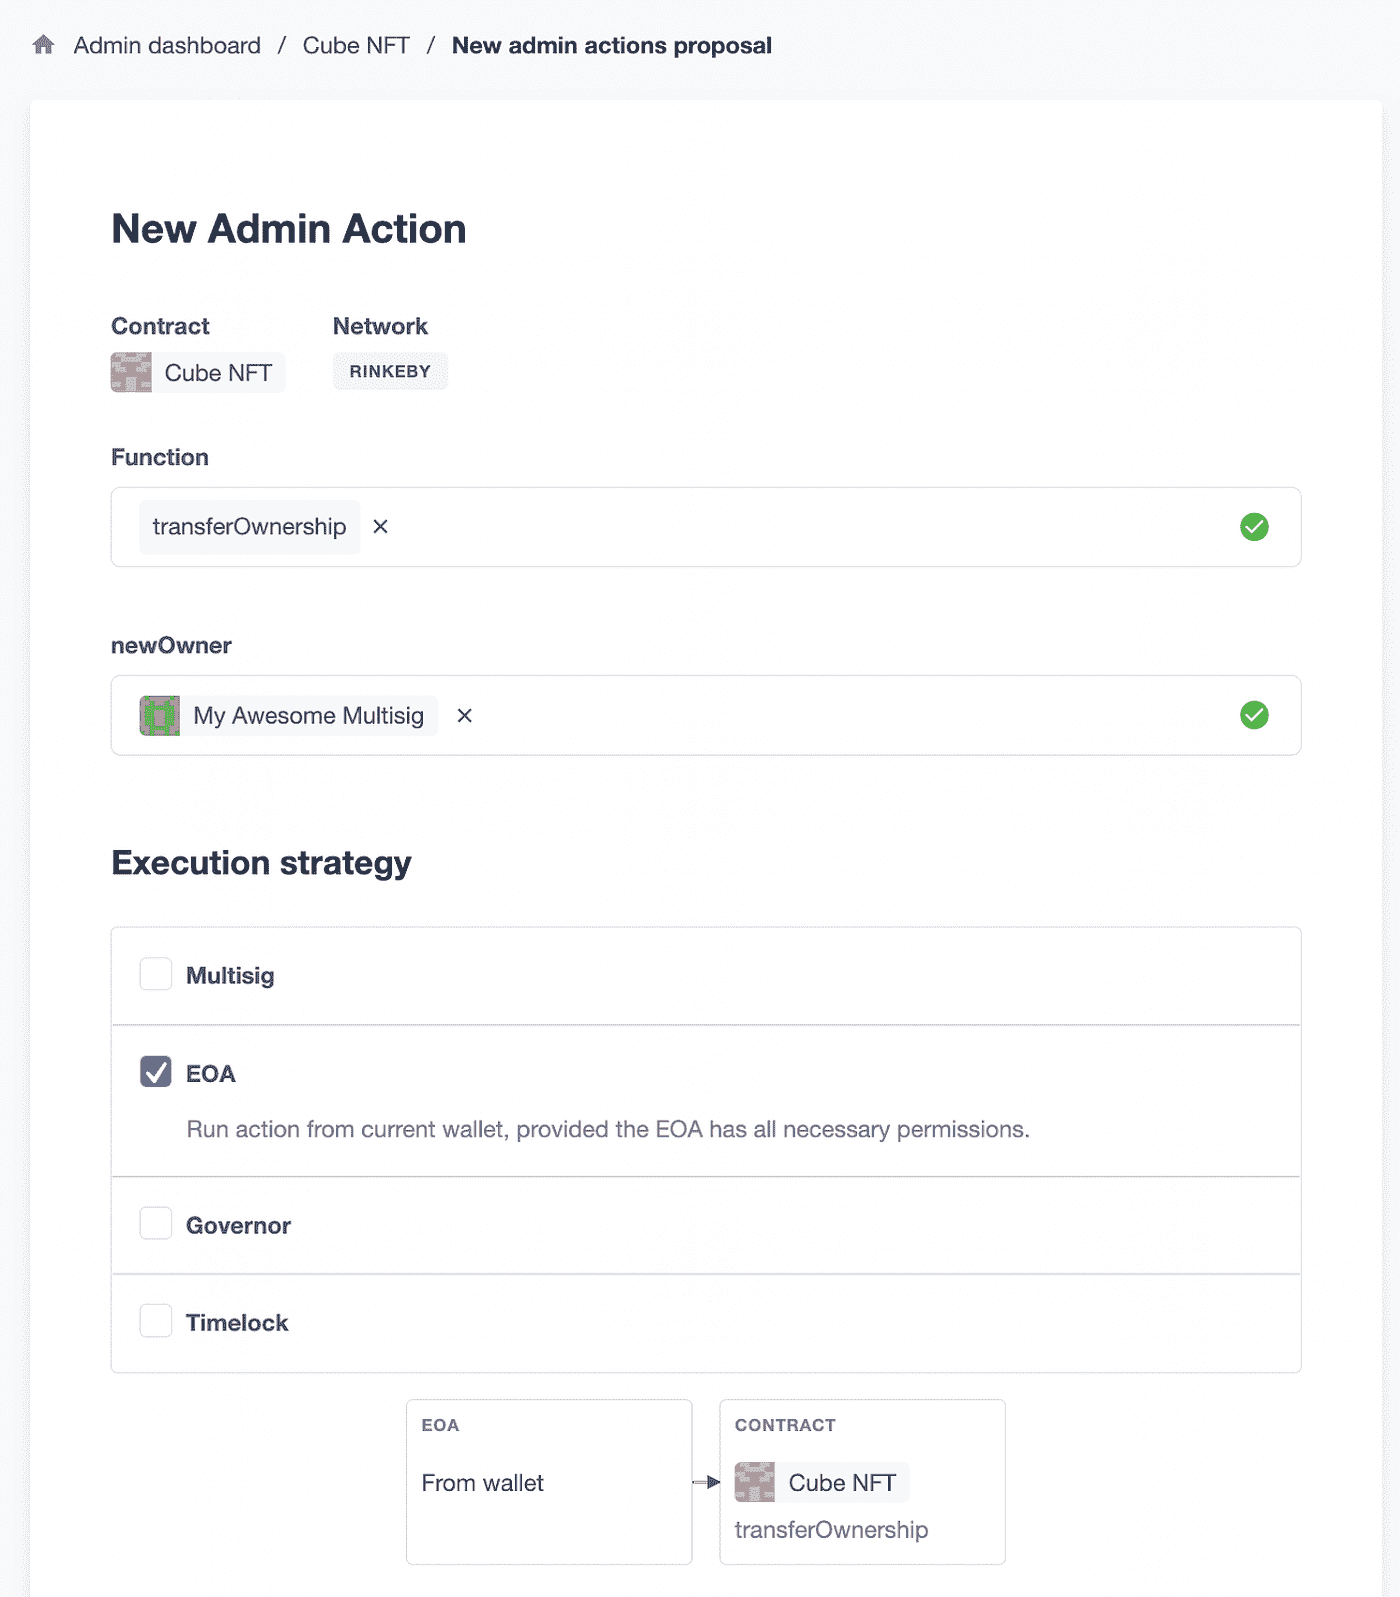 Admin dashboard / Cube NFT / New admin actions proposal
New Admin Action
Contract Network
Cube NFT RINKEBY
Function
transferOwnership ×
newOwner
My Awesome Multisig ×
Execution strategy
Multisig
EOA
Run action from current wallet, provided the EOA has all necessary permissions.
Governor
Timelock
EOA CONTRACT
From wallet Cube NFT
transferOwnership